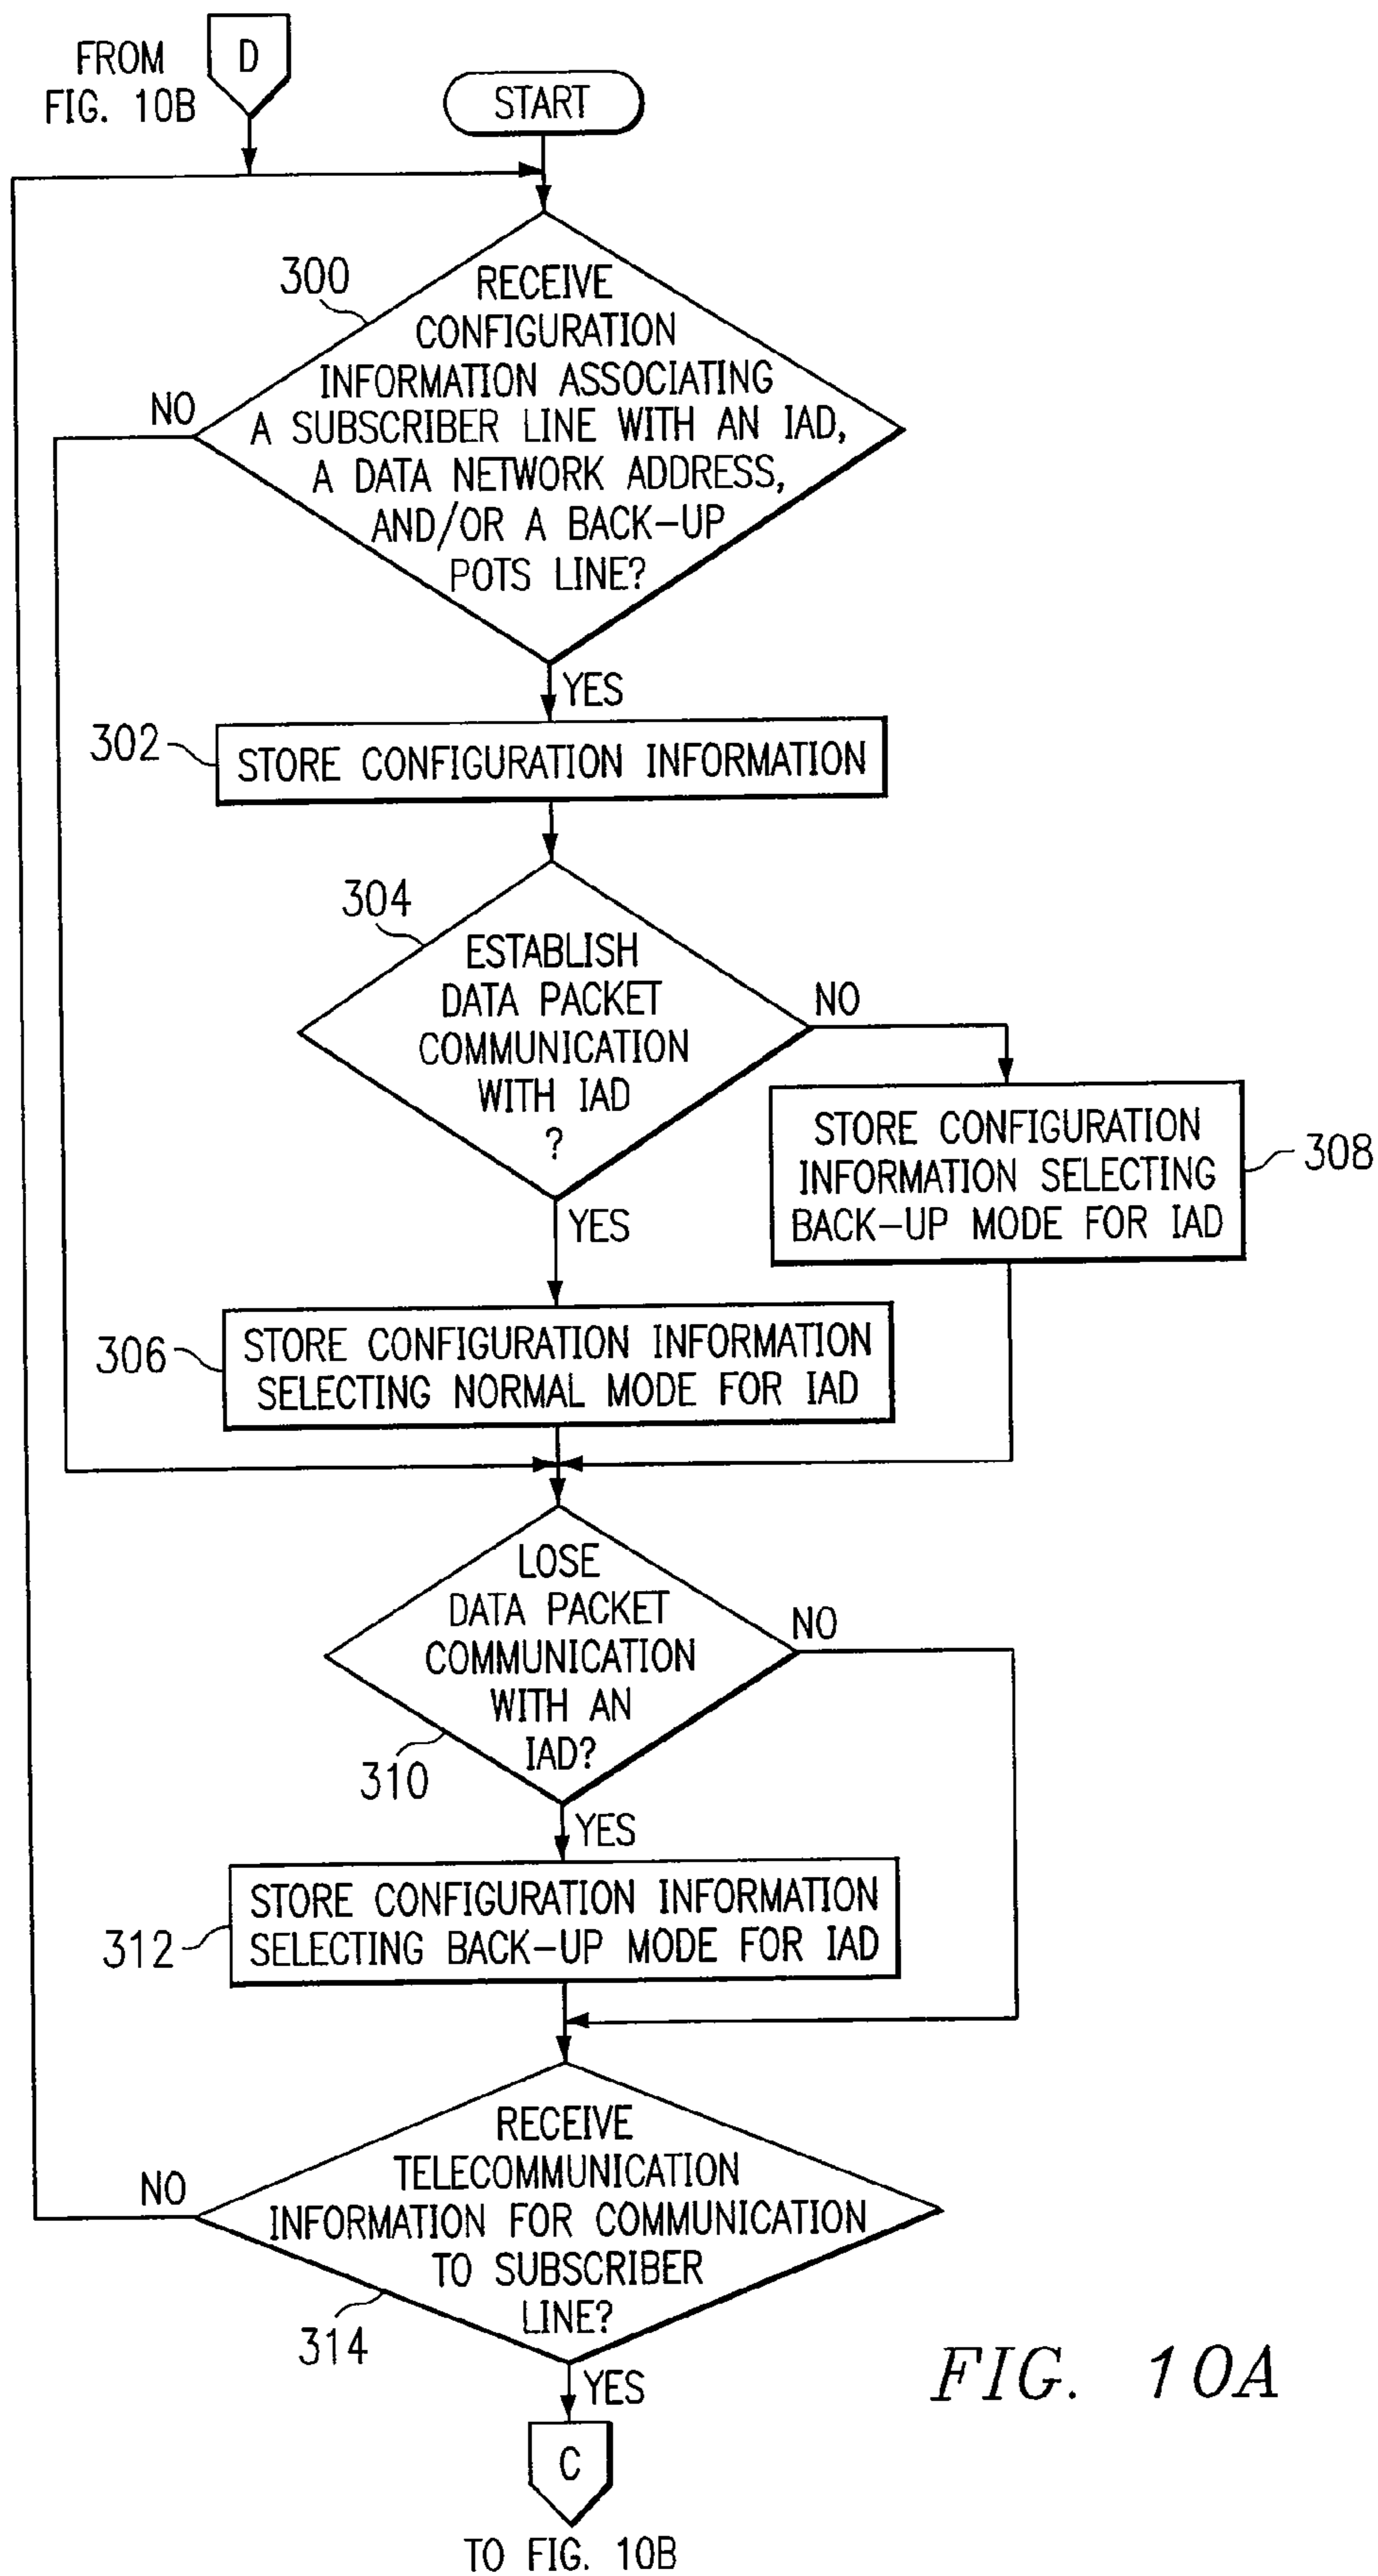 FROM
FIG. 10B
D
START
300
RECEIVE
CONFIGURATION
INFORMATION ASSOCIATING
A SUBSCRIBER LINE WITH AN IAD,
A DATA NETWORK ADDRESS,
AND/OR A BACK-UP
POTS LINE?
NO
YES
302
STORE CONFIGURATION INFORMATION
304
ESTABLISH
DATA PACKET
COMMUNICATION
WITH IAD
?
NO
YES
STORE CONFIGURATION
INFORMATION SELECTING
BACK-UP MODE FOR IAD
308
306
STORE CONFIGURATION INFORMATION
SELECTING NORMAL MODE FOR IAD
LOSE
DATA PACKET
COMMUNICATION
WITH AN
IAD?
NO
310
YES
312
STORE CONFIGURATION INFORMATION
SELECTING BACK-UP MODE FOR IAD
RECEIVE
TELECOMMUNICATION
INFORMATION FOR COMMUNICATION
TO SUBSCRIBER
LINE?
NO
314
YES
C
TO FIG. 10B
FIG. 10A